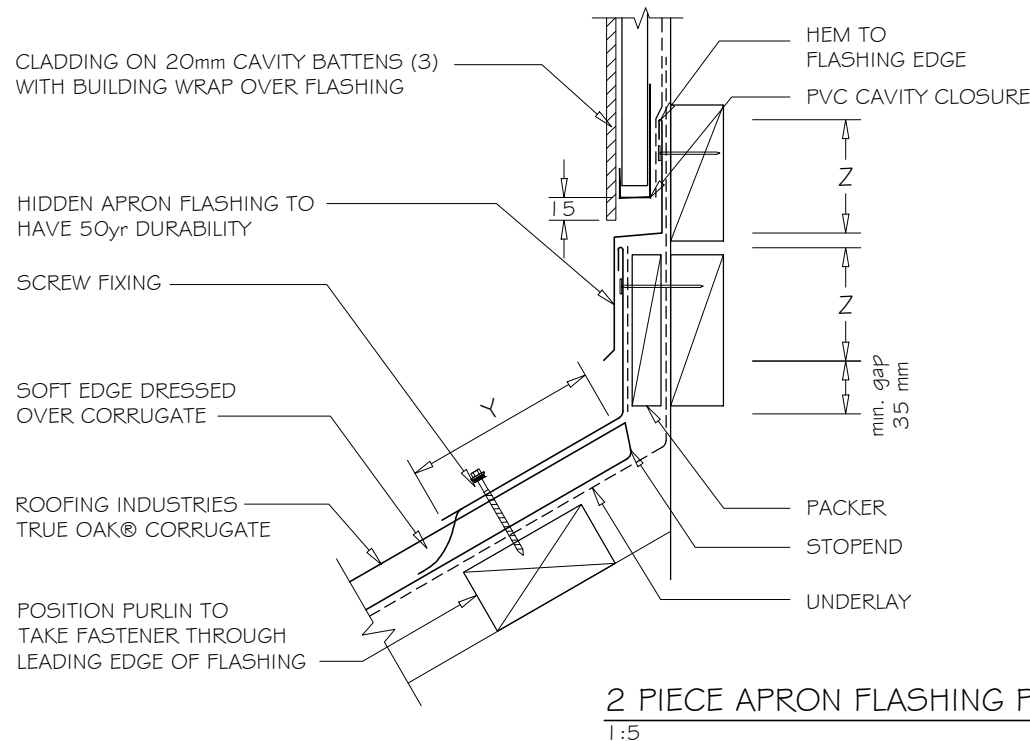 CLADDING ON 20mm CAVITY BATTENS (3)
WITH BUILDING WRAP OVER FLASHING
HIDDEN APRON FLASHING TO
HAVE 50yr DURABILITY
SCREW FIXING
SOFT EDGE DRESSED
OVER CORRUGATE
ROOFING INDUSTRIES
TRUE OAK® CORRUGATE
POSITION PURLIN TO
TAKE FASTENER THROUGH
LEADING EDGE OF FLASHING
15
Y
HEM TO
FLASHING EDGE
PVC CAVITY CLOSURE
Z
Z
min. gap
35 mm
PACKER
STOPEND
UNDERLAY
2 PIECE APRON FLASHING
1:5